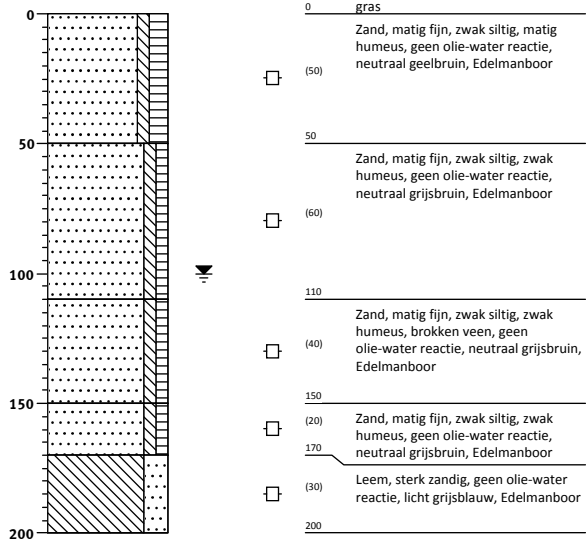 0
50
100
150
200
0 gras
Zand, matig fijn, zwak siltig, matig
humeus, geen olie-water reactie,
(50) neutraal geelbruin, Edelmanboor
50
Zand, matig fijn, zwak siltig, zwak
humeus, geen olie-water reactie,
neutraal grijsbruin, Edelmanboor
(60)
110
Zand, matig fijn, zwak siltig, zwak
humeus, brokken veen, geen
(40) olie-water reactie, neutraal grijsbruin,
Edelmanboor
150
(20) Zand, matig fijn, zwak siltig, zwak
humeus, geen olie-water reactie,
170 neutraal grijsbruin, Edelmanboor
(30) Leem, sterk zandig, geen olie-water
reactie, licht grijsblauw, Edelmanboor
200